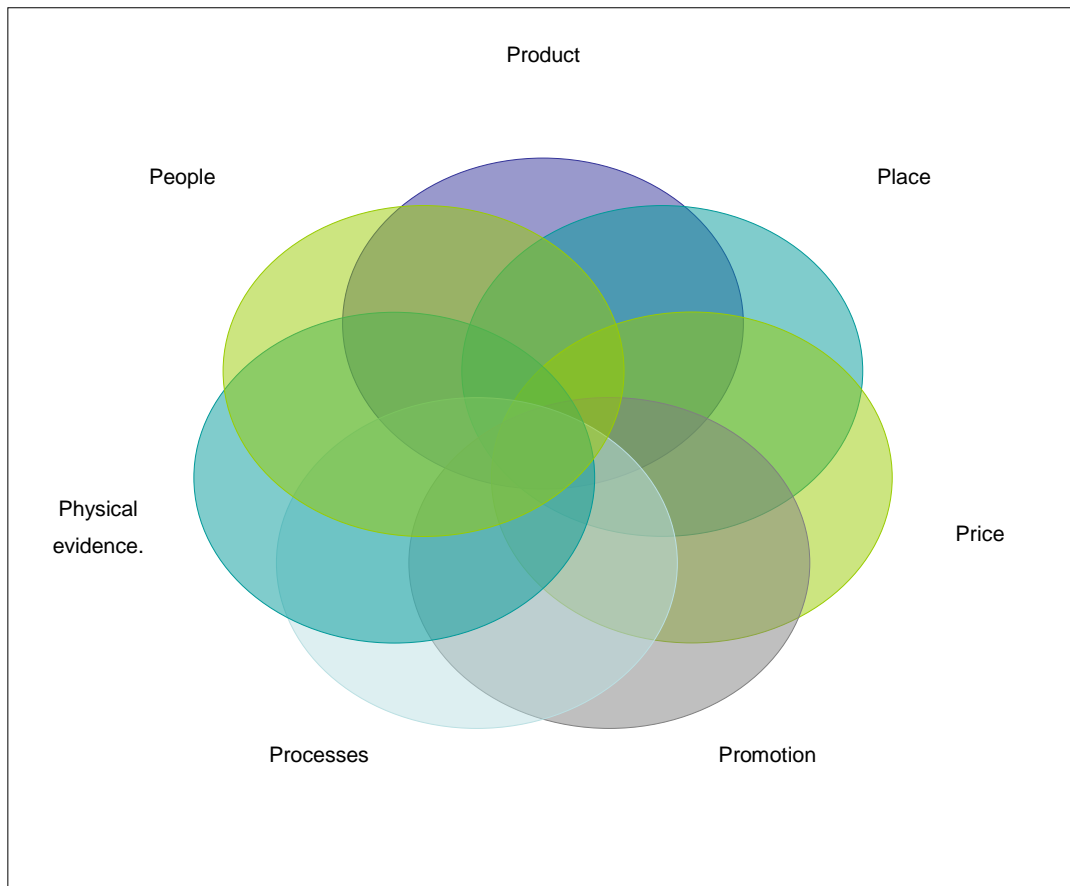 Product
People
Place
Physical
evidence.
Price
Processes
Promotion